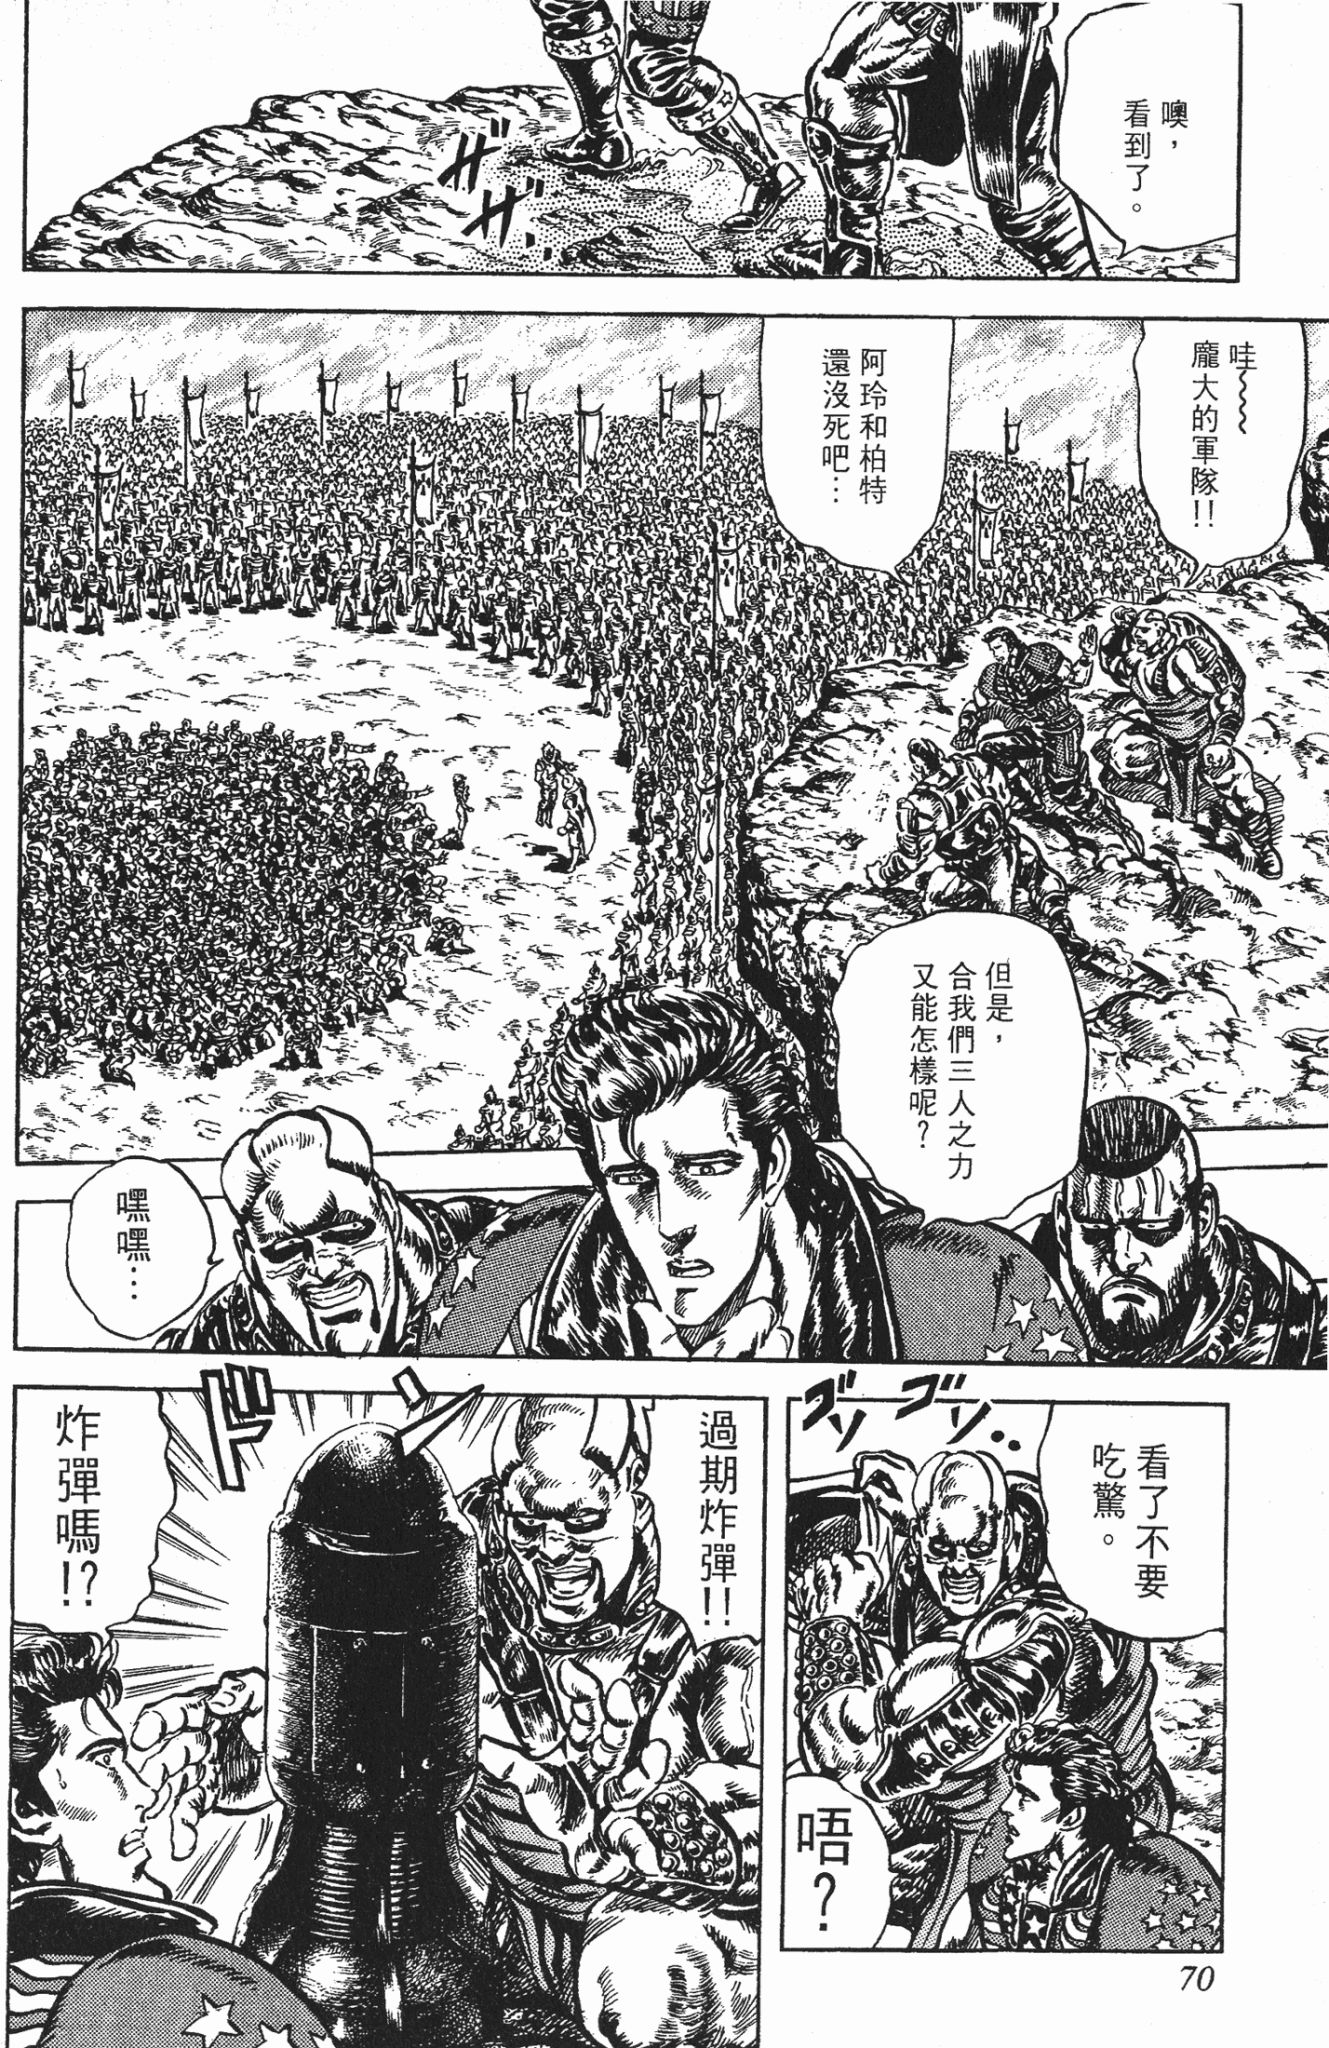 噢，
看到了。
ザッ
ザッ
哇～～
龐大的軍隊!!
阿玲和柏特
還沒死吧…
但是，
合我們三人之力
又能怎樣呢？
嘿嘿…
看了不要
吃驚。
ゴソ
ゴソ‥
唔？
過期炸彈!!
ドン
炸彈嗎!?
70